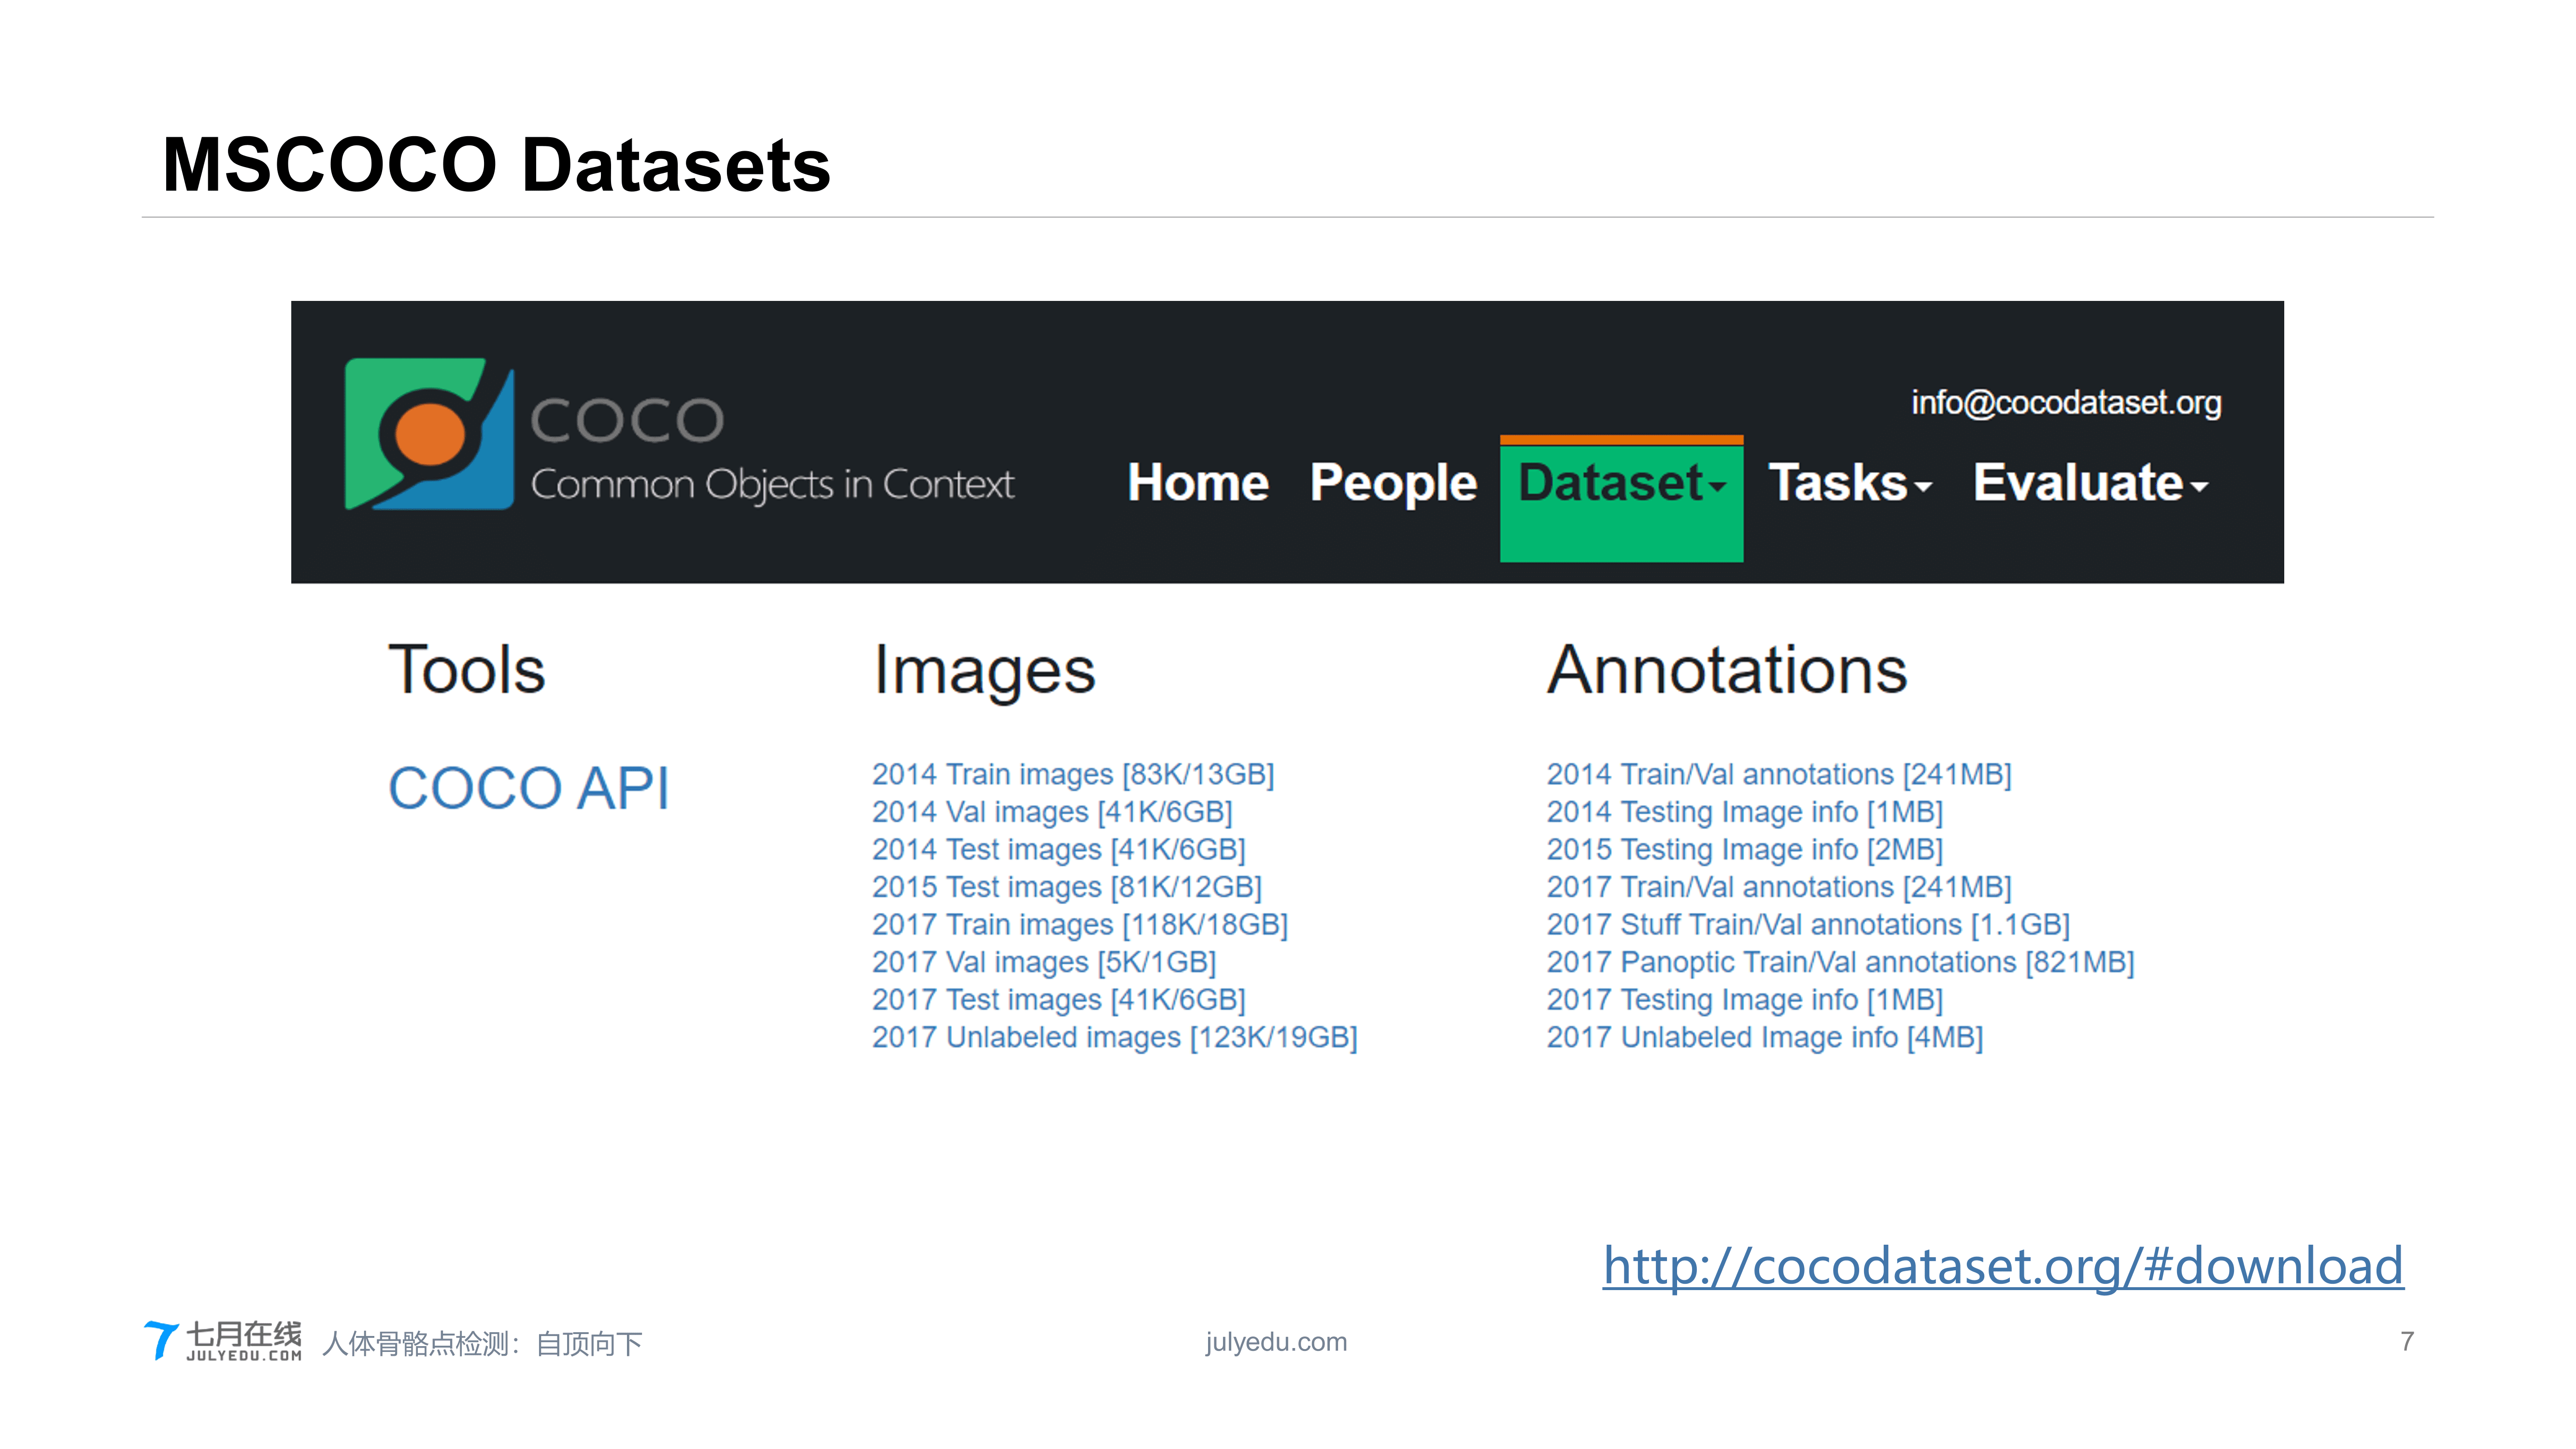 MSCOCO Datasets
COCO
Common Objects in Context
info@cocodataset.org
Home People Dataset Tasks Evaluate
Tools
COCO API
Images
2014 Train images [83K/13GB]
2014 Val images [41K/6GB]
2014 Test images [41K/6GB]
2015 Test images [81K/12GB]
2017 Train images [118K/18GB]
2017 Val images [5K/1GB]
2017 Test images [41K/6GB]
2017 Unlabeled images [123K/19GB]
Annotations
2014 Train/Val annotations [241MB]
2014 Testing Image info [1MB]
2015 Testing Image info [2MB]
2017 Train/Val annotations [241MB]
2017 Stuff Train/Val annotations [1.1GB]
2017 Panoptic Train/Val annotations [821MB]
2017 Testing Image info [1MB]
2017 Unlabeled Image info [4MB]
http://cocodataset.org/#download
七月在线
JULYEDU.COM
人体骨骼点检测：自顶向下
julyedu.com
7